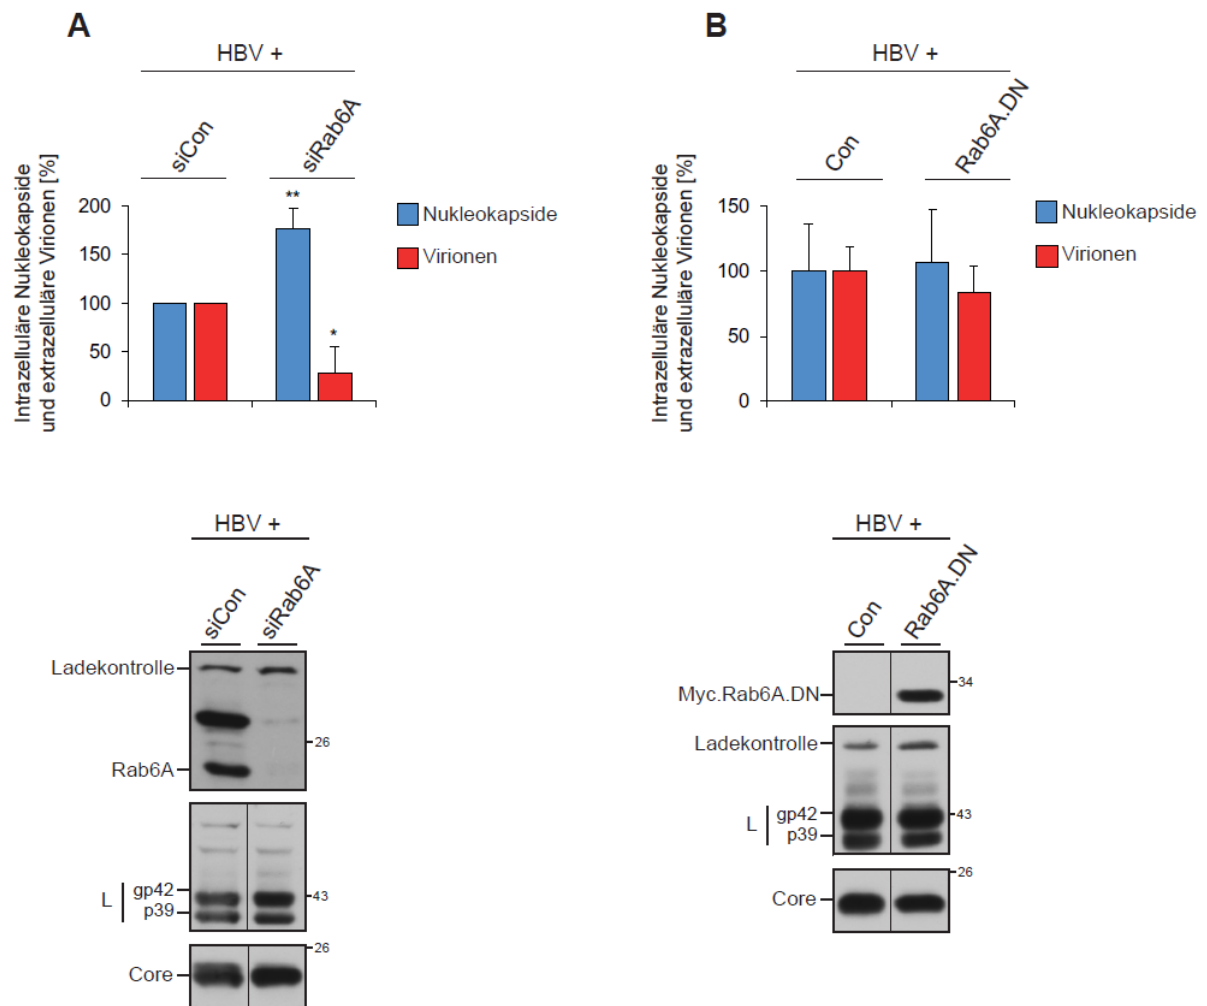 A
HBV +
siCon
siRab6A
Intrazelluläre Nukleokapside
und extrazelluläre Virionen [%]
200
150
100
50
0
**
*
Nukleokapside
Virionen
B
HBV +
Con
Rab6A.DN
Intrazelluläre Nukleokapside
und extrazelluläre Virionen [%]
150
100
50
0
Nukleokapside
Virionen
HBV +
siCon
siRab6A
Ladekontrolle
26
Rab6A
L
gp42
p39
43
26
Core
HBV +
Con
Rab6A.DN
34
Myc.Rab6A.DN
Ladekontrolle
L
gp42
p39
43
26
Core